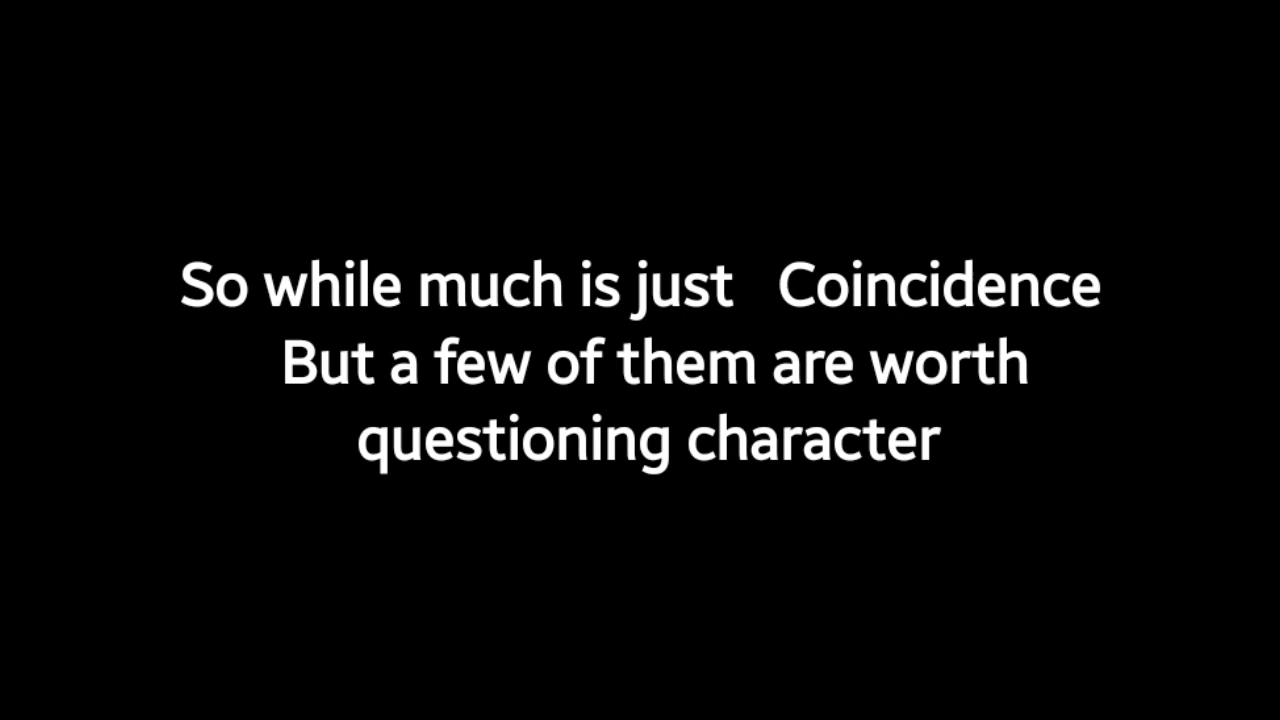 So while much is just   Coincidence
But a few of them are worth
questioning character